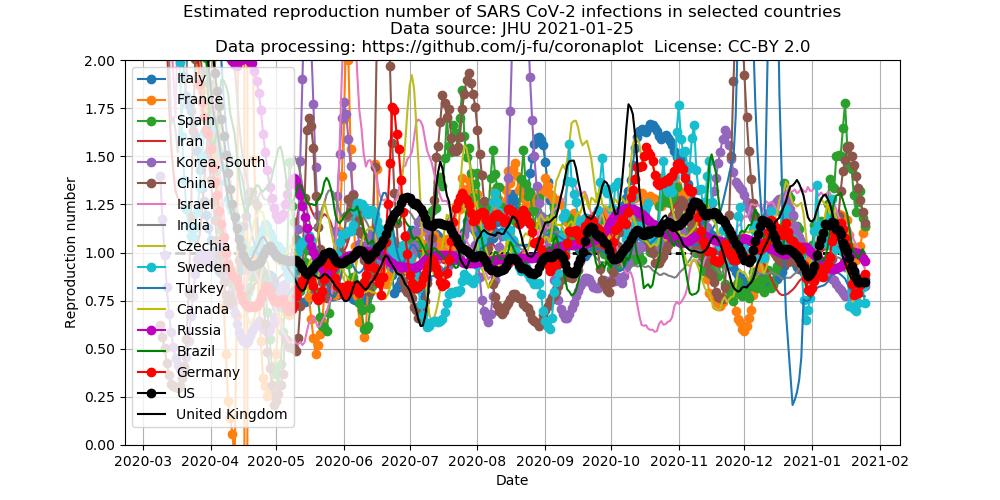 Estimated reproduction number of SARS CoV-2 infections in selected countries
Data source: JHU 2021-01-25
Data processing: https://github.com/j-fu/coronaplot  License: CC-BY 2.0
2.00
1.75
1.50
1.25
1.00
0.75
0.50
0.25
0.00
Reproduction number
Italy
France
Spain
Iran
Korea, South
China
Israel
India
Czechia
Sweden
Turkey
Canada
Russia
Brazil
Germany
US
United Kingdom
2020-03 2020-04 2020-05 2020-06 2020-07 2020-08 2020-09 2020-10 2020-11 2020-12 2021-01 2021-02
Date